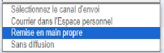 Sélectionnez le canal d'envoi
Courrier dans l'Espace personnel
Remise en main propre
Sans diffusion